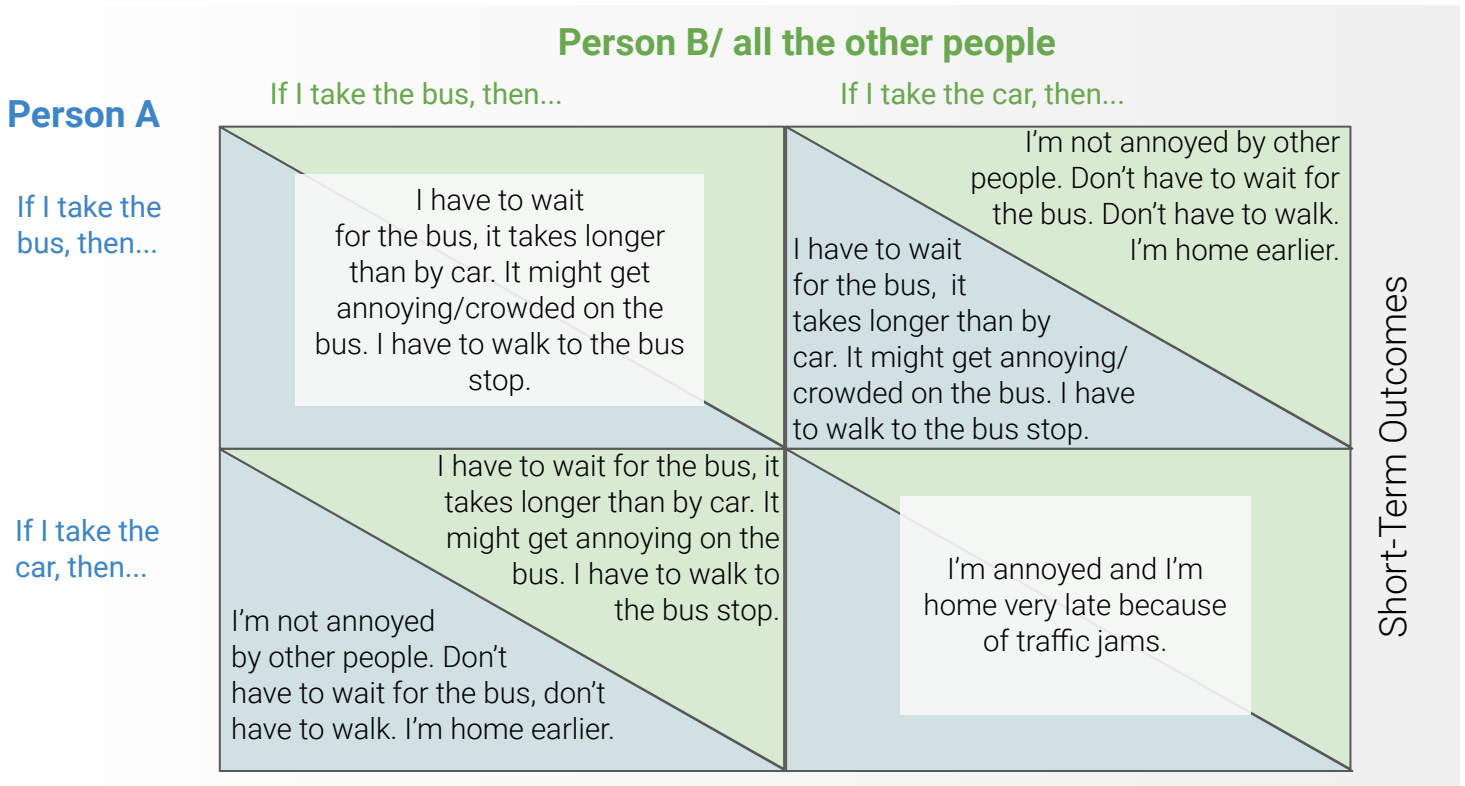 Person B/ all the other people
If I take the bus, then...
If I take the car, then...
Person A
If I take the
bus, then...
I have to wait
for the bus, it takes longer
than by car. It might get
annoying/crowded on the
bus. I have to walk to the bus
stop.
I'm not annoyed by other
people. Don't have to wait for
the bus. Don't have to walk.
I'm home earlier.
I have to wait
for the bus, it
takes longer than by
car. It might get annoying/
crowded on the bus. I have
to walk to the bus stop.
If I take the
car, then...
I have to wait for the bus, it
takes longer than by car. It
might get annoying on the
bus. I have to walk to
the bus stop.
I'm not annoyed
by other people. Don't
have to wait for the bus, don't
have to walk. I'm home earlier.
I'm annoyed and I'm
home very late because
of traffic jams.
Short-Term Outcomes